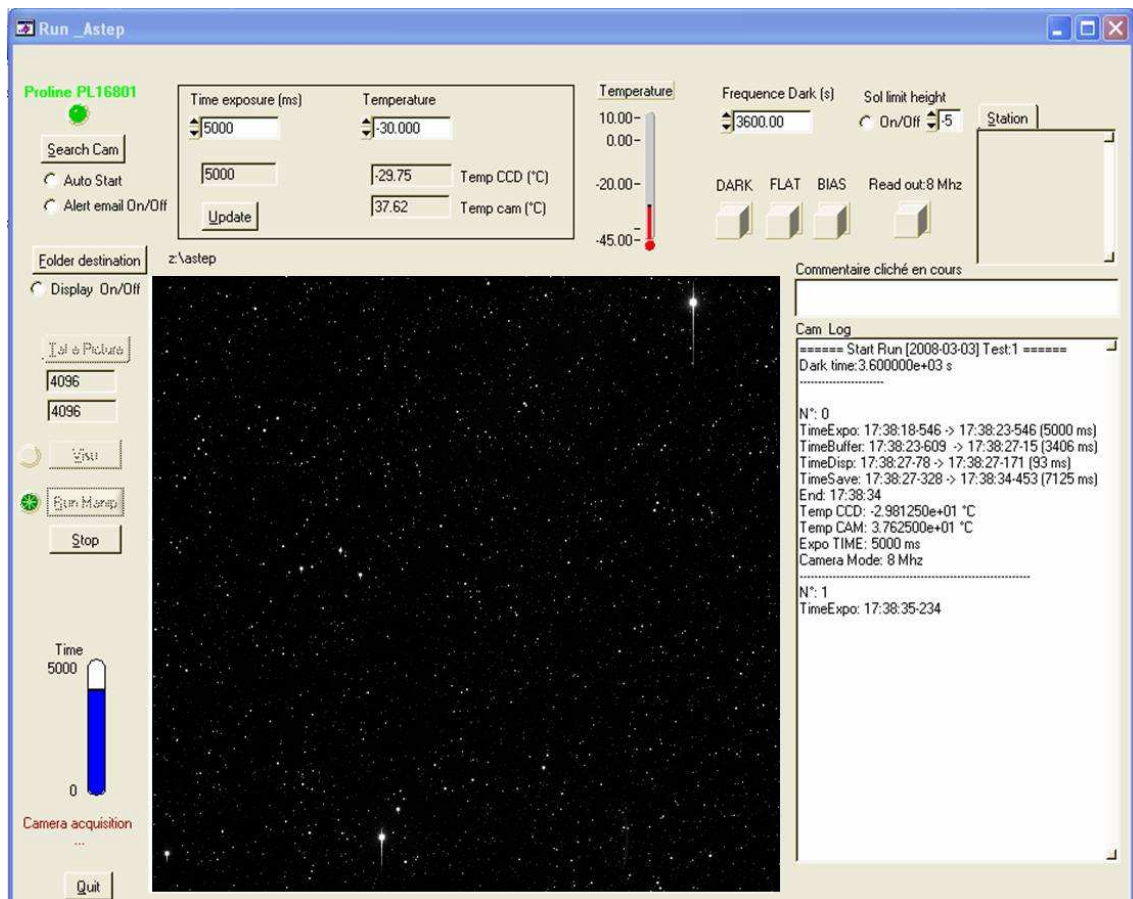 Run _Astep
Proline PL16801
Search Cam
Auto Start
Alert email On/Off
Time exposure (ms)
5000
5000
Update
Temperature
-30.000
-29.75 Temp CCD (°C)
37.62 Temp cam (°C)
Temperature
10.00
0.00
-20.00
-45.00
Frequence Dark (s)
3600.00
Sol limit height
On/Off -5
Station
DARK FLAT BIAS Read out:8 Mhz
Folder destination z:\astep
Display On/Off
Commentaire cliché en cours
Picture
4096
4096
Visu
Run Manip
Stop
Cam Log
====== Start Run [2008-03-03] Test:1 ======
Dark time:3.600000e+03 s
---------------------
N°: 0
TimeExpo: 17:38:18-546 -> 17:38:23-546 (5000 ms)
TimeBuffer: 17:38:23-609 -> 17:38:27-15 (3406 ms)
TimeDisp: 17:38:27-78 -> 17:38:27-171 (93 ms)
TimeSave: 17:38:27-328 -> 17:38:34-453 (7125 ms)
End: 17:38:34
Temp CCD: -2.981250e+01 °C
Temp CAM: 3.762500e+01 °C
Expo TIME: 5000 ms
Camera Mode: 8 Mhz
---------------------------------------------------------
N°: 1
TimeExpo: 17:38:35-234
Time
5000
0
Camera acquisition
...
Quit